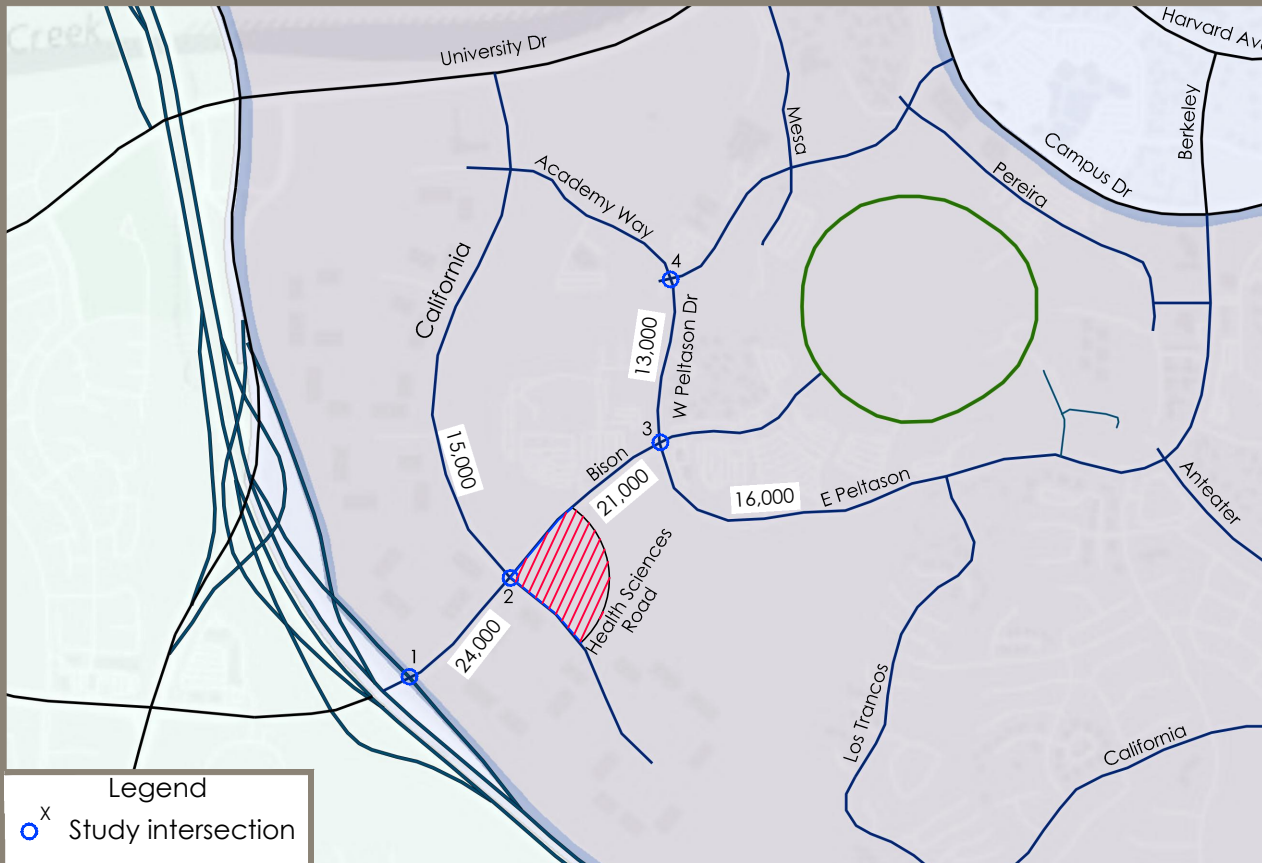 Creek
University Dr
Harvard Ave
Mesa
Berkeley
Academy Way
Campus Dr
Pereira
4
California
13,000
W Peltason Dr
3
15,000
Bison
21,000
16,000
E Peltason
Anteater
2
Health Sciences
Road
24,000
1
Los Trancos
California
Legend
X
Study intersection